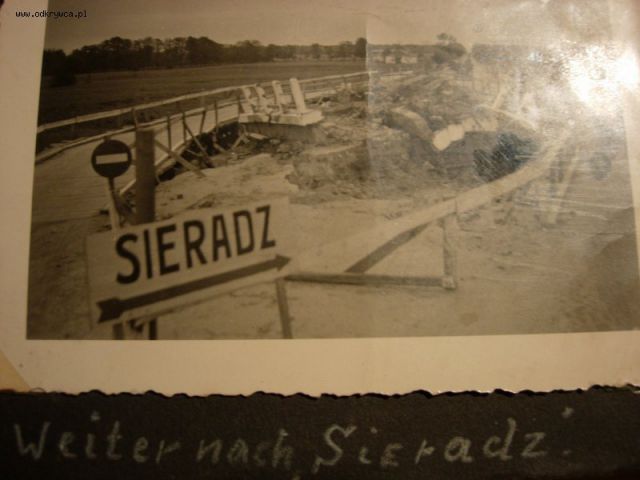 www.odkrywca.pl
SIERADZ
Weiter nach „Sieradz".